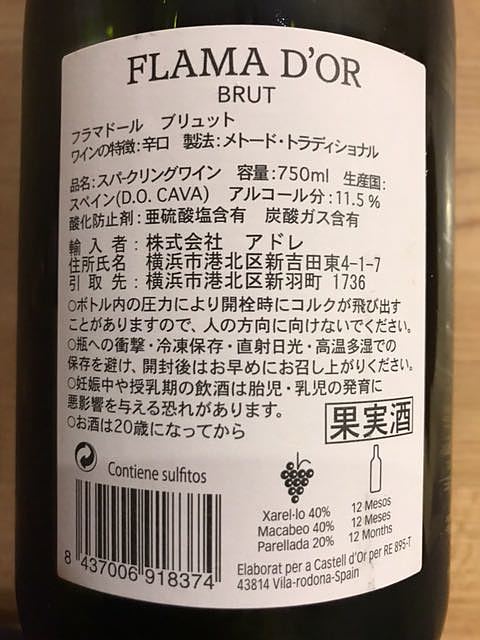 FLAMA D'OR
BRUT
フラマドール ブリュット
ワインの特徴:辛口 製法:メトード・トラディショナル
品名:スパークリングワイン 容量:750ml 生産国:
スペイン(D.O. CAVA) アルコール分:11.5%
酸化防止剤:亜硫酸塩含有 炭酸ガス含有
輸入者:株式会社 アドレ
住所氏名 横浜市港北区新吉田東4-1-7
引取先:横浜市港北区新羽町 1736
○ボトル内の圧力により開栓時にコルクが飛び出す
ことがありますので、人の方向に向けないでください。
○瓶への衝撃・冷凍保存・直射日光・高温多湿での
保存を避け、開封後はお早めにお召し上がりください。
○妊娠中や授乳期の飲酒は胎児・乳児の発育に
悪影響を与える恐れがあります。
○お酒は20歳になってから
果実酒
Contiene sulfitos
Xarel·lo 40%
Macabeo 40%
Parellada 20%
12 Mesos
12 Meses
12 Months
8 437006 918374
Elaborat per a Castell d'Or per RE 895-T
43814 Vila-rodona-Spain